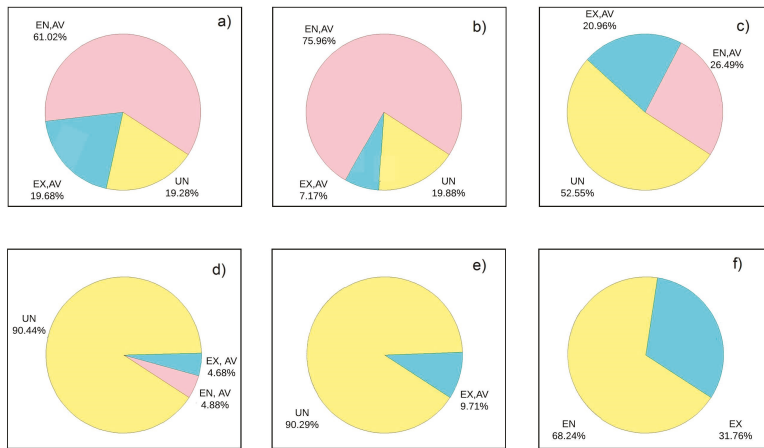 a)
EN,AV
61.02%
EX,AV
19.68%
UN
19.28%
b)
EN,AV
75.96%
EX,AV
7.17%
UN
19.88%
c)
EX,AV
20.96%
EN,AV
26.49%
UN
52.55%
d)
UN
90.44%
EX, AV
4.68%
EN, AV
4.88%
e)
EX,AV
9.71%
UN
90.29%
f)
EN
68.24%
EX
31.76%